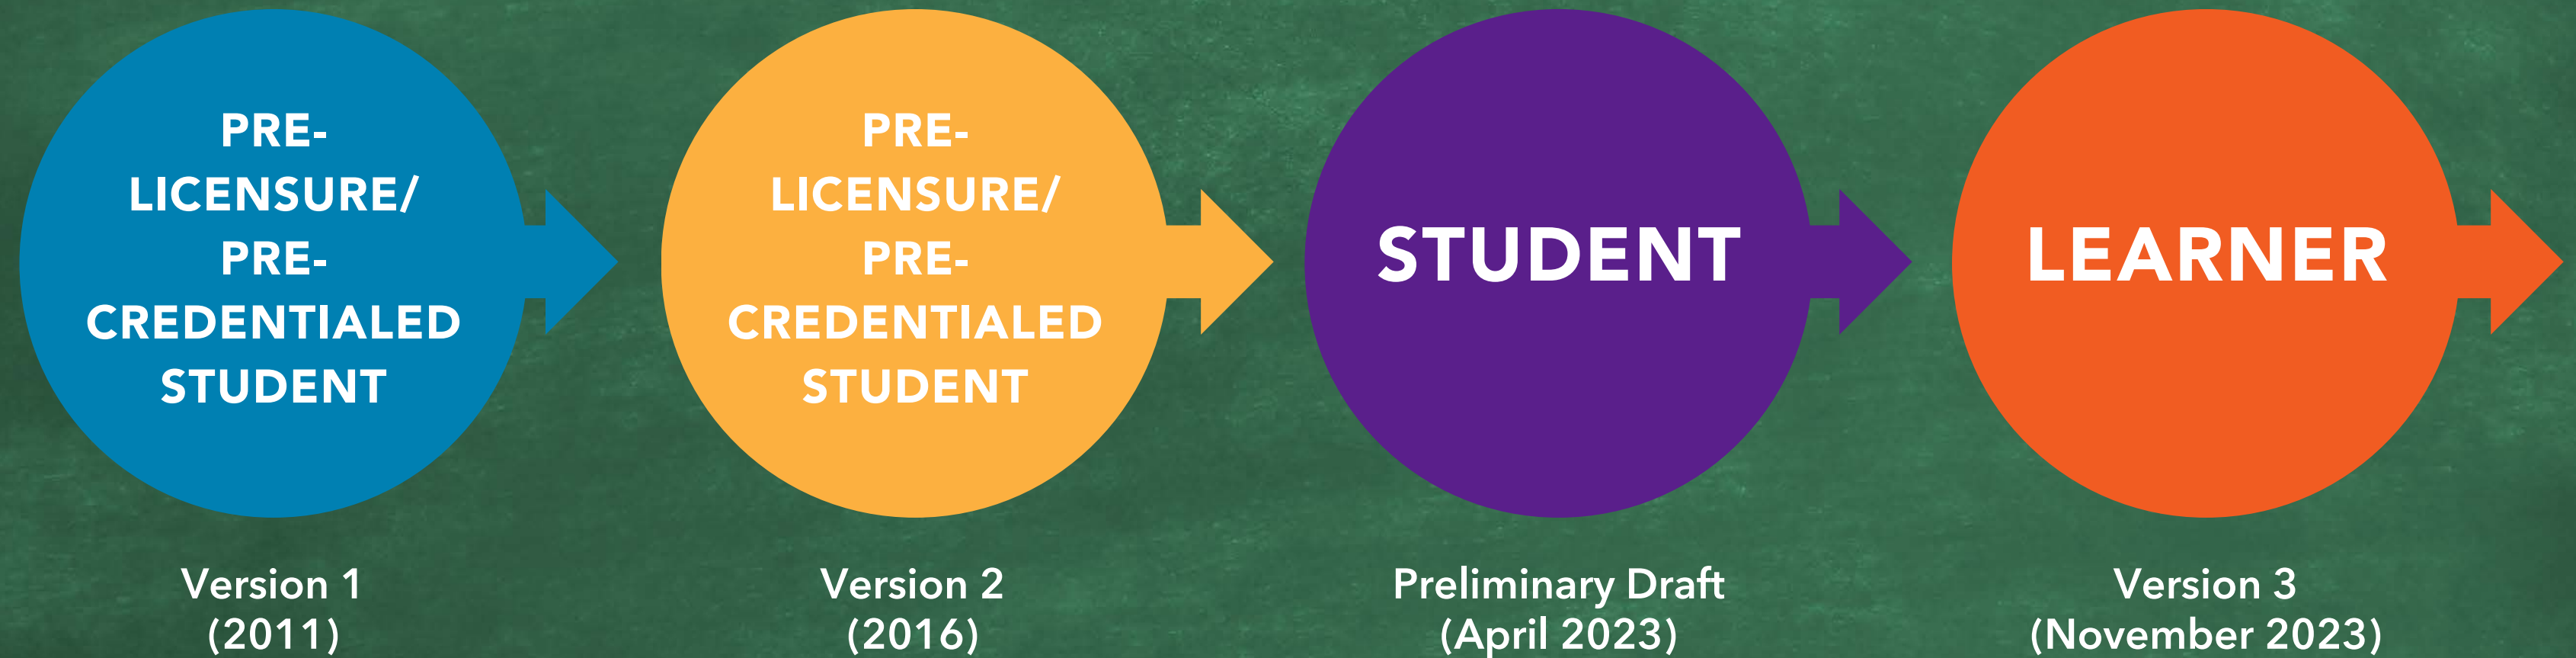 PRE-
LICENSURE/
PRE-
CREDENTIALED
STUDENT
Version 1
(2011)
PRE-
LICENSURE/
PRE-
CREDENTIALED
STUDENT
Version 2
(2016)
STUDENT
Preliminary Draft
(April 2023)
LEARNER
Version 3
(November 2023)